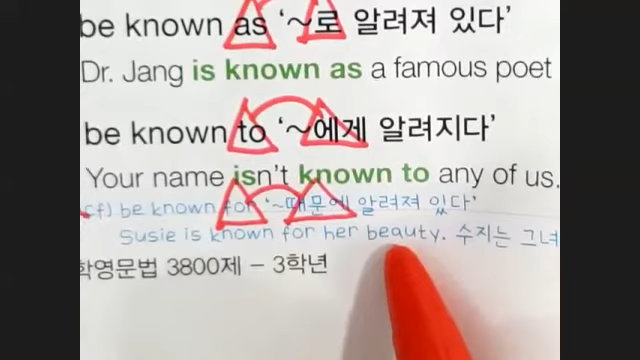 be known as ‘~로 알려져 있다’
Dr. Jang is known as a famous poet
be known to ‘~에게 알려지다’
Your name isn't known to any of us.
cf) be known for ‘~때문에 알려져 있다’
Susie is known for her beauty. 수지는 그녀
학영문법 3800제 – 3학년